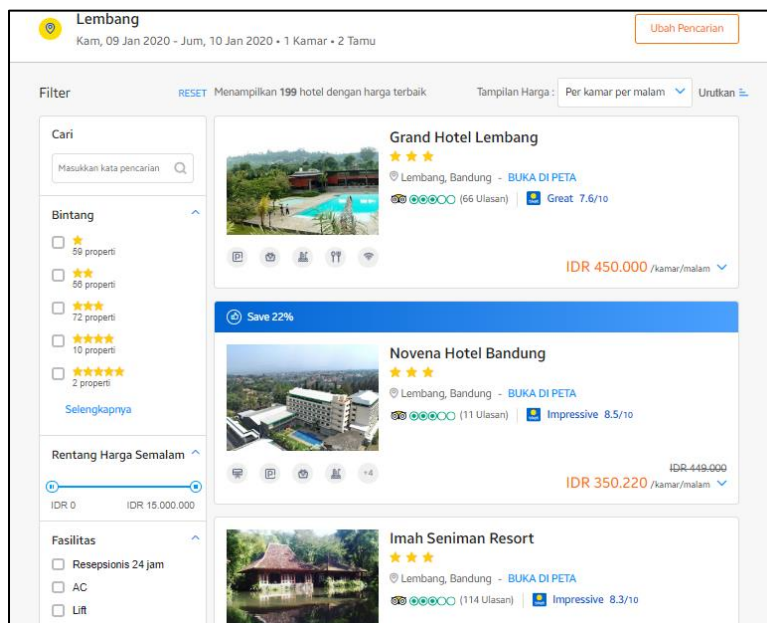 Lembang
Kam, 09 Jan 2020 - Jum, 10 Jan 2020 • 1 Kamar • 2 Tamu
Ubah Pencarian
Filter
RESET
Menampilkan 199 hotel dengan harga terbaik
Tampilan Harga :
Per kamar per malam
Urutkan
Cari
Masukkan kata pencarian
Bintang
59 properti
56 properti
72 properti
10 properti
2 properti
Selengkapnya
Rentang Harga Semalam
IDR 0
IDR 15.000.000
Fasilitas
Resepsionis 24 jam
AC
Lift
Grand Hotel Lembang
Lembang, Bandung - BUKA DI PETA
(66 Ulasan)
Great 7.6/10
IDR 450.000 /kamar/malam
Save 22%
Novena Hotel Bandung
Lembang, Bandung - BUKA DI PETA
(11 Ulasan)
Impressive 8.5/10
+4
IDR 449.000
IDR 350.220 /kamar/malam
Imah Seniman Resort
Lembang, Bandung - BUKA DI PETA
(114 Ulasan)
Impressive 8.3/10